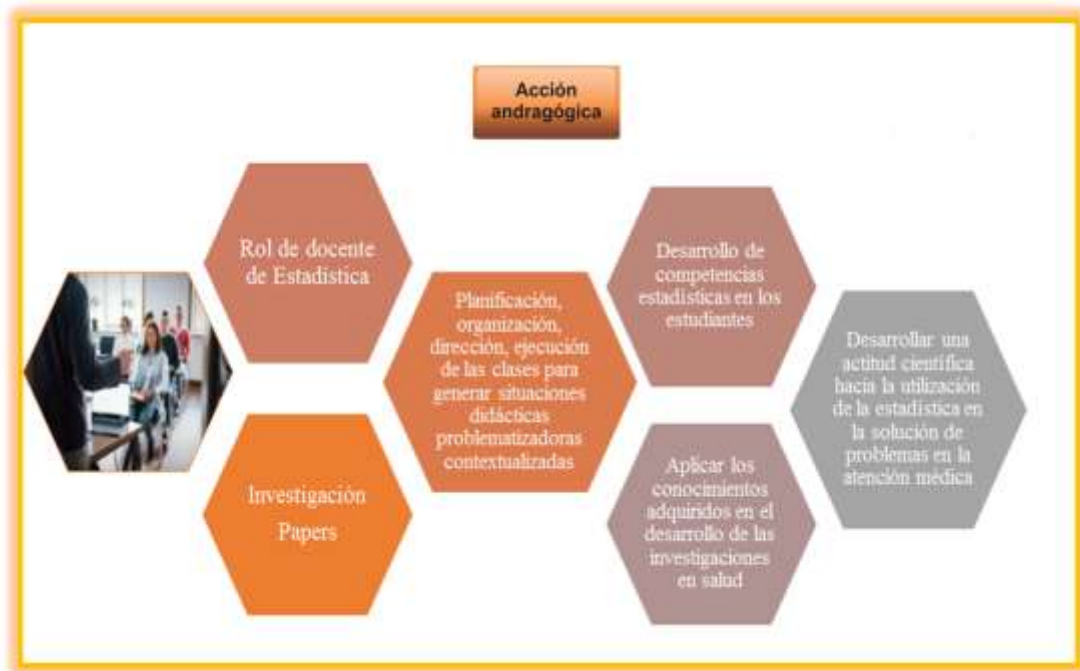 Acción
andragógica
Rol de docente
de Estadística
Investigación
Papers
Planificación,
organización,
dirección, ejecución
de las clases para
generar situaciones
didácticas
problematizadoras
contextualizadas
Desarrollo de
competencias
estadísticas en los
estudiantes
Aplicar los
conocimientos
adquiridos en el
desarrollo de las
investigaciones
en salud
Desarrollar una
actitud científica
hacia la utilización
de la estadística en
la solución de
problemas en la
atención médica